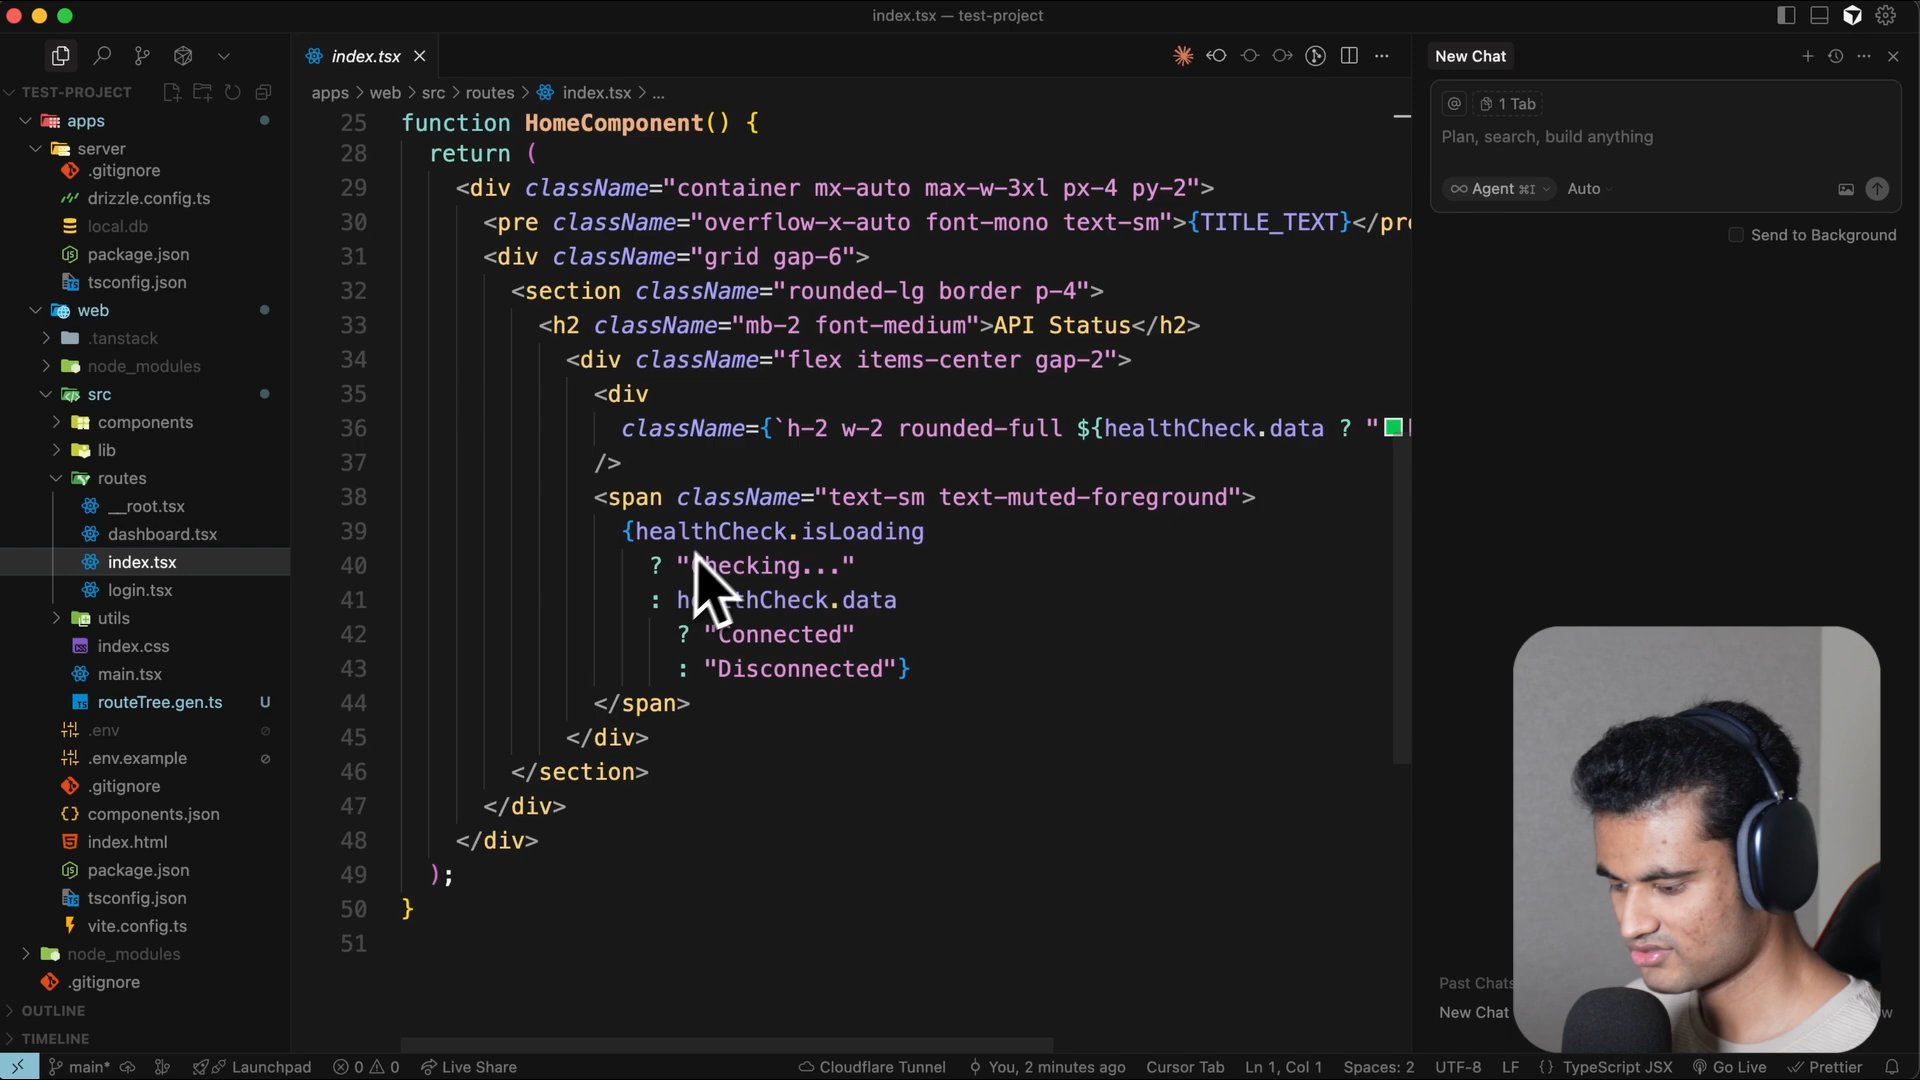 index.tsx — test-project
index.tsx
New Chat
TEST-PROJECT
apps > web > src > routes > index.tsx > ...
1 Tab
Plan, search, build anything
Agent ⌘I
Auto
Send to Background
apps
server
.gitignore
drizzle.config.ts
local.db
package.json
tsconfig.json
web
.tanstack
node_modules
src
components
lib
routes
__root.tsx
dashboard.tsx
index.tsx
login.tsx
utils
index.css
main.tsx
routeTree.gen.ts U
.env
.env.example
.gitignore
components.json
index.html
package.json
tsconfig.json
vite.config.ts
node_modules
.gitignore
OUTLINE
TIMELINE
25 function HomeComponent() {
28 return (
29 <div className="container mx-auto max-w-3xl px-4 py-2">
30 <pre className="overflow-x-auto font-mono text-sm">{TITLE_TEXT}</pre
31 <div className="grid gap-6">
32 <section className="rounded-lg border p-4">
33 <h2 className="mb-2 font-medium">API Status</h2>
34 <div className="flex items-center gap-2">
35 <div
36 className={`h-2 w-2 rounded-full ${healthCheck.data ? "
37 />
38 <span className="text-sm text-muted-foreground">
39 {healthCheck.isLoading
40 ? "Checking..."
41 : healthCheck.data
42 ? "Connected"
43 : "Disconnected"}
44 </span>
45 </div>
46 </section>
47 </div>
48 </div>
49 );
50 }
51
Past Chats
New Chat
main*
Launchpad
0 0
Live Share
Cloudflare Tunnel
You, 2 minutes ago
Cursor Tab
Ln 1, Col 1
Spaces: 2
UTF-8
LF
{} TypeScript JSX
Go Live
Prettier